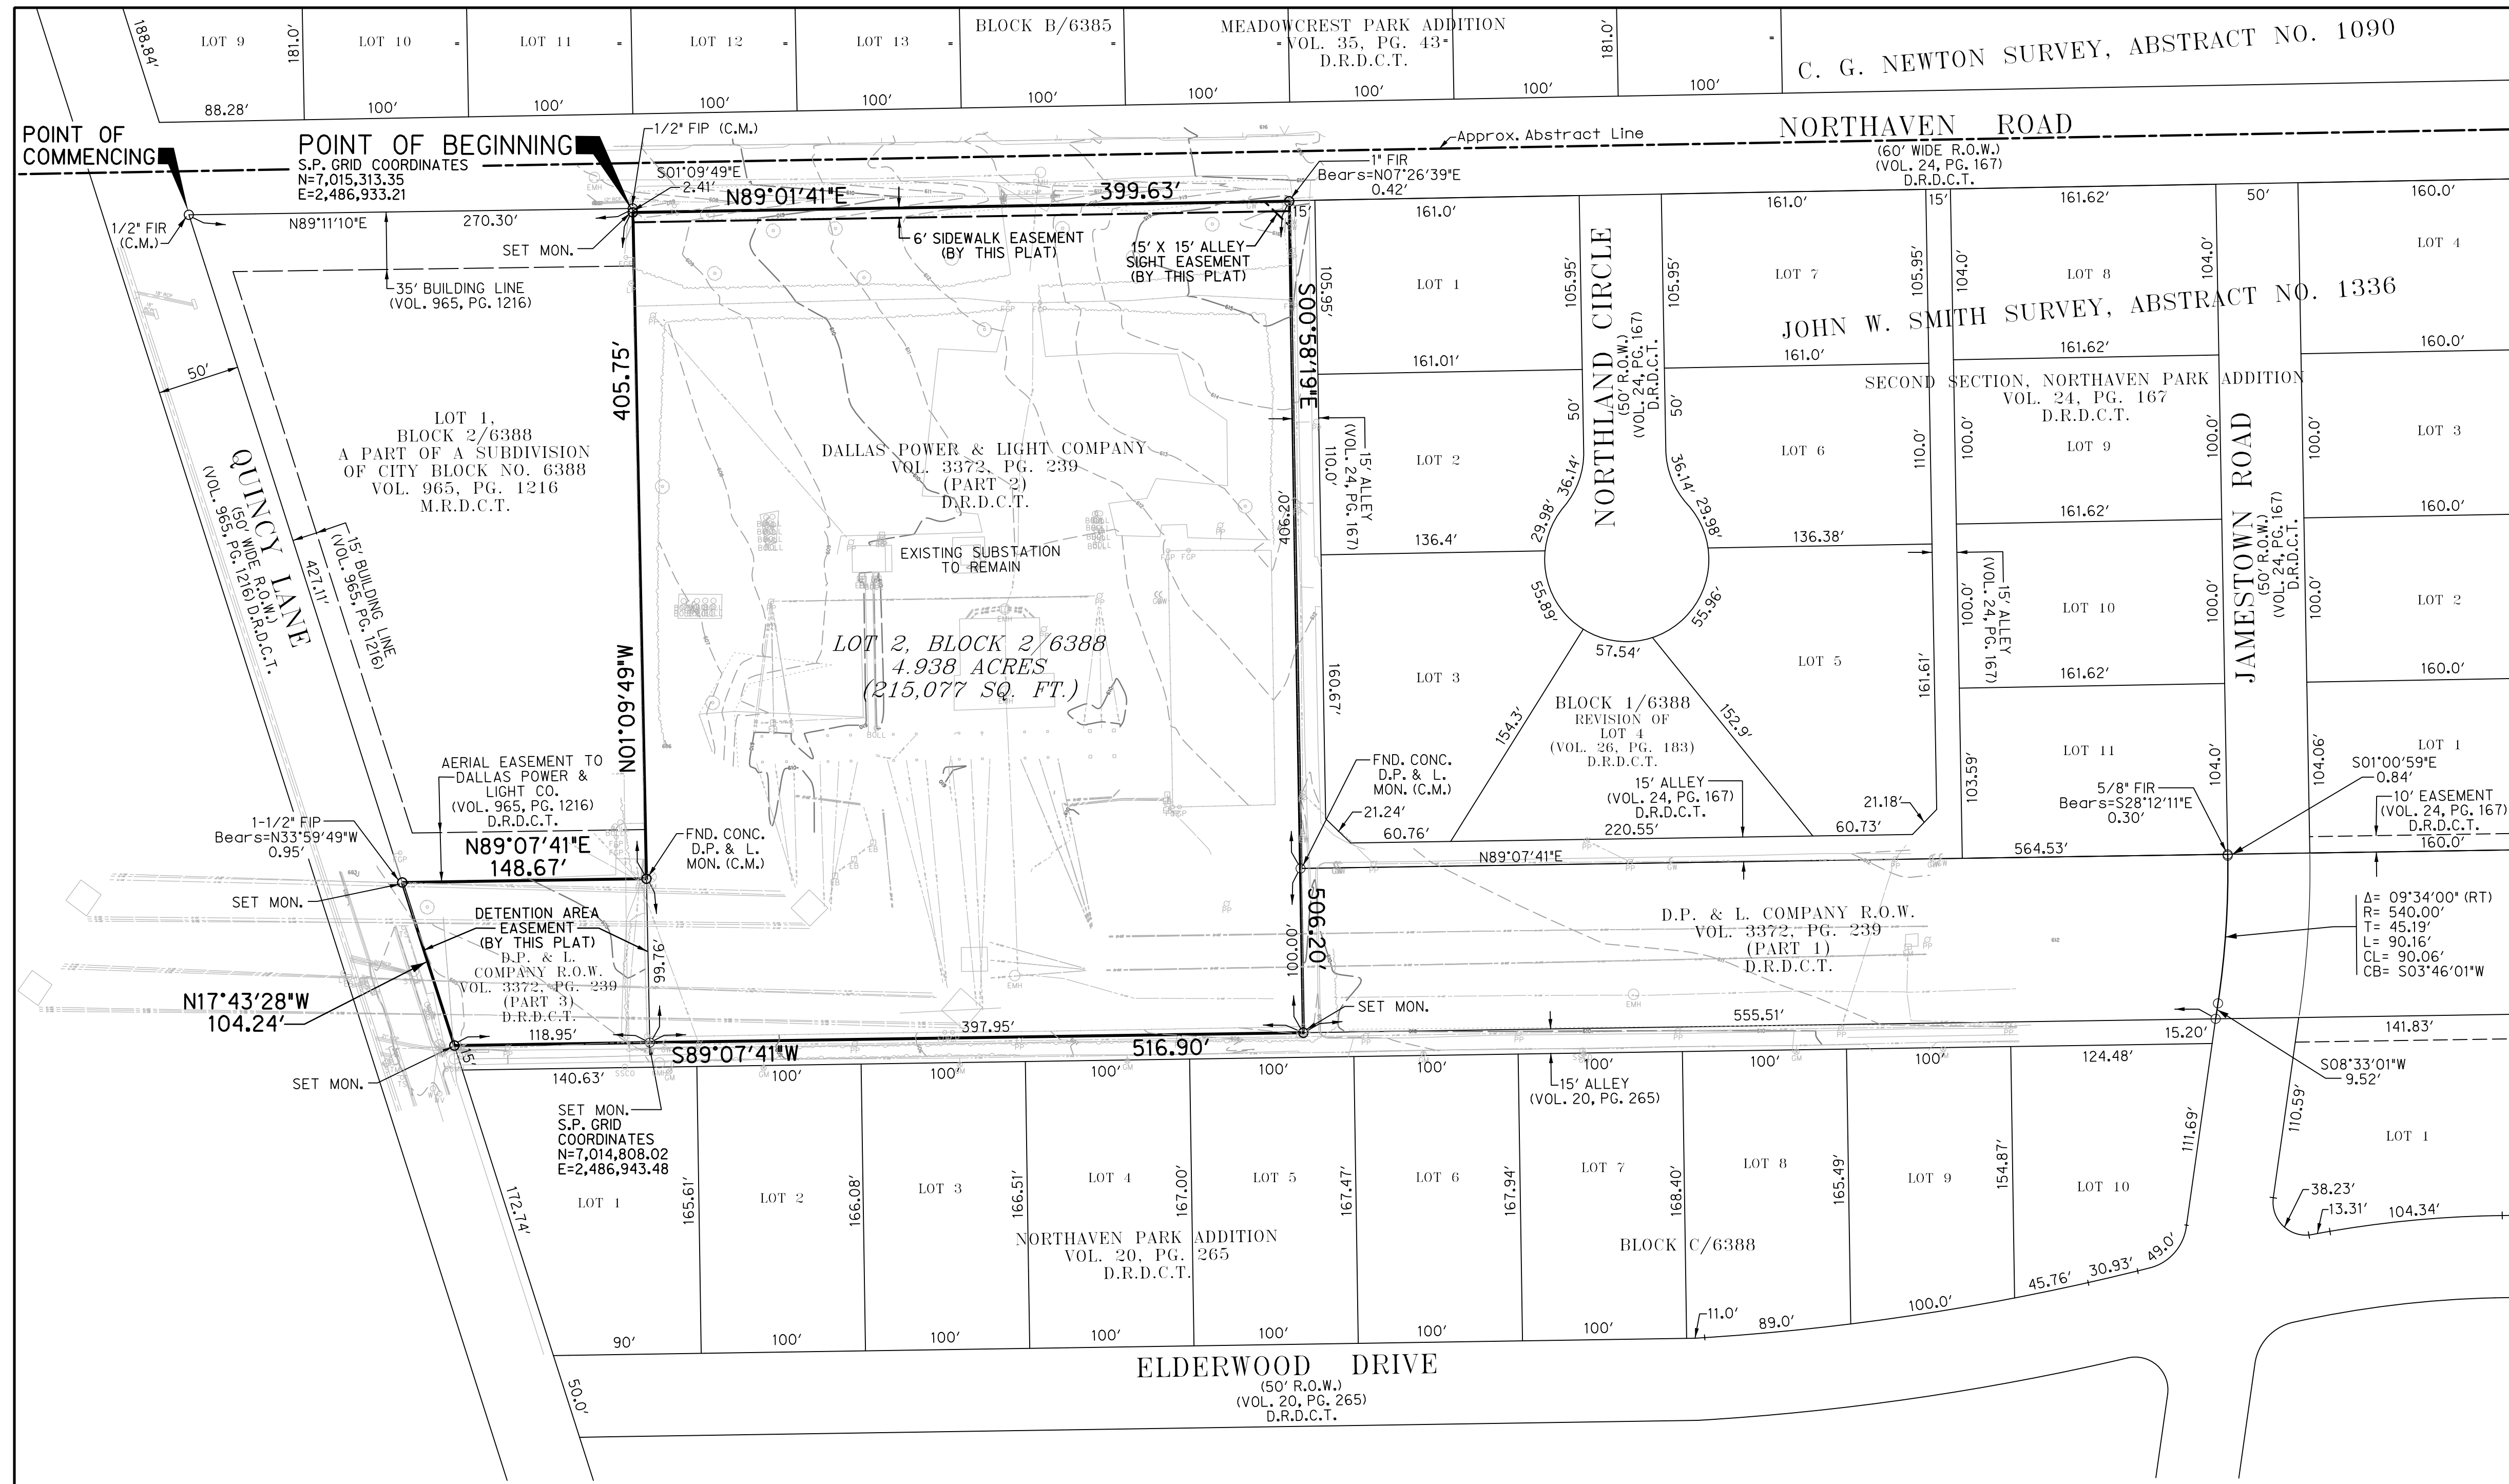 188.84'
LOT 9
181.0'
LOT 10
LOT 11
LOT 12
LOT 13
BLOCK B/6385
MEADOWCREST PARK ADDITION
VOL. 35, PG. 43
D.R.D.C.T.
181.0'
C. G. NEWTON SURVEY, ABSTRACT NO. 1090
88.28'
100'
100'
100'
100'
100'
100'
100'
100'
100'
POINT OF
COMMENCING
POINT OF BEGINNING
S.P. GRID COORDINATES
N=7,015,313.35
E=2,486,933.21
1/2" FIP (C.M.)
S01°09'49"E
2.41'
N89°01'41"E
399.63'
1" FIR
Bears=N07°26'39"E
0.42'
Approx. Abstract Line
NORTHAVEN ROAD
(60' WIDE R.O.W.)
(VOL. 24, PG. 167)
D.R.D.C.T.
1/2" FIR
(C.M.)
N89°11'10"E
270.30'
SET MON.
35' BUILDING LINE
(VOL. 965, PG. 1216)
6' SIDEWALK EASEMENT
(BY THIS PLAT)
15' X 15' ALLEY
SIGHT EASEMENT
(BY THIS PLAT)
15'
161.0'
161.0'
15'
161.62'
50'
160.0'
LOT 4
105.95'
LOT 1
105.95'
105.95'
LOT 7
105.95'
104.0'
LOT 8
104.0'
JOHN W. SMITH SURVEY, ABSTRACT NO. 1336
NORTHLAND CIRCLE
(50' R.O.W.)
(VOL. 24, PG. 167)
D.R.D.C.T.
S00°58'19"E
405.75'
50'
161.01'
161.0'
161.62'
160.0'
SECOND SECTION, NORTHAVEN PARK ADDITION
VOL. 24, PG. 167
D.R.D.C.T.
LOT 1,
BLOCK 2/6388
A PART OF A SUBDIVISION
OF CITY BLOCK NO. 6388
VOL. 965, PG. 1216
M.R.D.C.T.
DALLAS POWER & LIGHT COMPANY
VOL. 3372, PG. 239
(PART 2)
D.R.D.C.T.
15' ALLEY
(VOL. 24, PG. 167)
110.0'
LOT 2
50'
50'
LOT 6
110.0'
100.0'
LOT 9
100.0'
100.0'
LOT 3
JAMESTOWN ROAD
(50' R.O.W.)
(VOL. 24, PG. 167)
D.R.D.C.T.
QUINCY LANE
(50' WIDE R.O.W.)
(VOL. 965, PG. 1216) D.R.D.C.T.
427.11'
15' BUILDING LINE
(VOL. 965, PG. 1216)
36.14'
29.98'
36.14'
29.98'
406.20'
136.4'
136.38'
161.62'
160.0'
EXISTING SUBSTATION
TO REMAIN
55.89'
55.96'
57.54'
100.0'
15' ALLEY
(VOL. 24, PG. 167)
LOT 10
100.0'
100.0'
LOT 2
LOT 2, BLOCK 2/6388
4.938 ACRES
(215,077 SQ. FT.)
N01°09'49"W
160.67'
LOT 3
LOT 5
161.61'
161.62'
160.0'
154.3'
152.9'
BLOCK 1/6388
REVISION OF
LOT 4
(VOL. 26, PG. 183)
D.R.D.C.T.
103.59'
LOT 11
104.0'
104.06'
LOT 1
S01°00'59"E
0.84'
AERIAL EASEMENT TO
DALLAS POWER &
LIGHT CO.
(VOL. 965, PG. 1216)
D.R.D.C.T.
FND. CONC.
D.P. & L.
MON. (C.M.)
15' ALLEY
(VOL. 24, PG. 167)
D.R.D.C.T.
5/8" FIR
Bears=S28°12'11"E
0.30'
10' EASEMENT
(VOL. 24, PG. 167)
D.R.D.C.T.
160.0'
1-1/2" FIP
Bears=N33°59'49"W
0.95'
N89°07'41"E
148.67'
FND. CONC.
D.P. & L.
MON. (C.M.)
21.24'
60.76'
220.55'
60.73'
21.18'
N89°07'41"E
564.53'
SET MON.
DETENTION AREA
EASEMENT
(BY THIS PLAT)
D.P. & L.
COMPANY R.O.W.
VOL. 3372, PG. 239
(PART 3)
D.R.D.C.T.
99.76'
EMH
100.00'
506.20'
D.P. & L. COMPANY R.O.W.
VOL. 3372, PG. 239
(PART 1)
D.R.D.C.T.
Δ= 09°34'00" (RT)
R= 540.00'
T= 45.19'
L= 90.16'
CL= 90.06'
CB= S03°46'01"W
N17°43'28"W
104.24'
118.95'
397.95'
SET MON.
555.51'
15.20'
141.83'
15'
S89°07'41"W
516.90'
SET MON.
140.63'
100'
100'
100'
100'
100'
100'
100'
100'
124.48'
S08°33'01"W
9.52'
15' ALLEY
(VOL. 20, PG. 265)
SET MON.
S.P. GRID
COORDINATES
N=7,014,808.02
E=2,486,943.48
172.74'
LOT 1
165.61'
LOT 2
166.08'
LOT 3
166.51'
LOT 4
167.00'
LOT 5
167.47'
LOT 6
167.94'
LOT 7
168.40'
LOT 8
165.49'
LOT 9
154.87'
LOT 10
111.69'
110.59'
LOT 1
38.23'
13.31'
104.34'
NORTHAVEN PARK ADDITION
VOL. 20, PG. 265
D.R.D.C.T.
BLOCK C/6388
45.76'
30.93'
49.0'
90'
100'
100'
100'
100'
100'
100'
11.0'
89.0'
100.0'
ELDERWOOD DRIVE
(50' R.O.W.)
(VOL. 20, PG. 265)
D.R.D.C.T.
50.0'